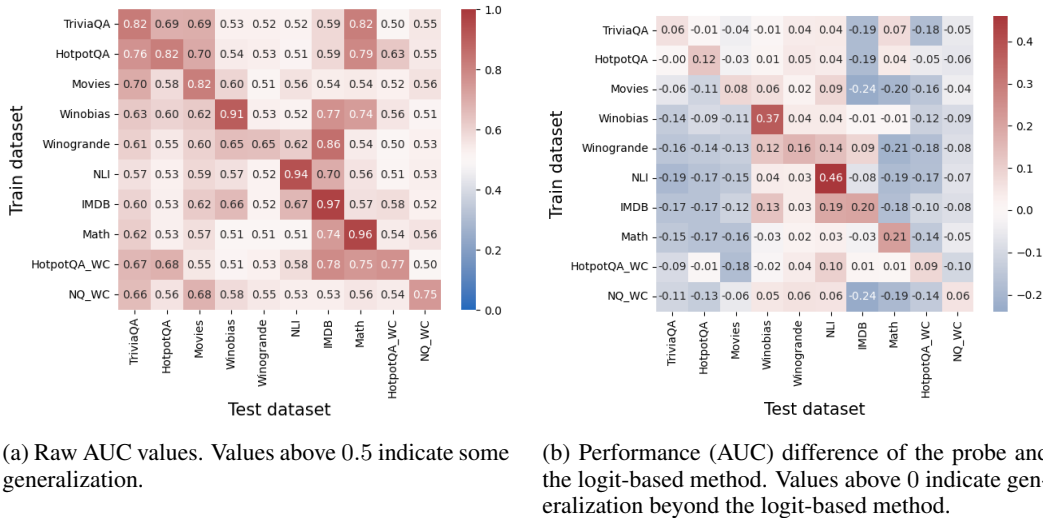 TriviaQA 0.82 0.69 0.69 0.53 0.52 0.52 0.59 0.82 0.50 0.55
HotpotQA 0.76 0.82 0.70 0.54 0.53 0.51 0.59 0.79 0.63 0.55
Movies 0.70 0.58 0.82 0.60 0.51 0.56 0.54 0.54 0.52 0.56
Winobias 0.63 0.60 0.62 0.91 0.53 0.52 0.77 0.74 0.56 0.51
Winogrande 0.61 0.55 0.60 0.65 0.65 0.62 0.86 0.54 0.50 0.53
NLI 0.57 0.53 0.59 0.57 0.52 0.94 0.70 0.56 0.51 0.53
IMDB 0.60 0.53 0.62 0.66 0.52 0.67 0.97 0.57 0.58 0.52
Math 0.62 0.53 0.57 0.51 0.51 0.51 0.74 0.96 0.54 0.56
HotpotQA_WC 0.67 0.68 0.55 0.51 0.53 0.58 0.78 0.75 0.77 0.50
NQ_WC 0.66 0.56 0.68 0.58 0.55 0.53 0.53 0.56 0.54 0.75
TriviaQA HotpotQA Movies Winobias Winogrande NLI IMDB Math HotpotQA_WC NQ_WC
Train dataset
Test dataset
1.0
0.8
0.6
0.4
0.2
0.0
(a) Raw AUC values. Values above 0.5 indicate some
generalization.
TriviaQA 0.06 -0.01 -0.04 -0.01 0.04 0.04 -0.19 0.07 -0.18 -0.05
HotpotQA -0.00 0.12 -0.03 0.01 0.05 0.04 -0.19 0.04 -0.05 -0.06
Movies -0.06 -0.11 0.08 0.06 0.02 0.09 -0.24 -0.20 -0.16 -0.04
Winobias -0.14 -0.09 -0.11 0.37 0.04 0.04 -0.01 -0.01 -0.12 -0.09
Winogrande -0.16 -0.14 -0.13 0.12 0.16 0.14 0.09 -0.21 -0.18 -0.08
NLI -0.19 -0.17 -0.15 0.04 0.03 0.46 -0.08 -0.19 -0.17 -0.07
IMDB -0.17 -0.17 -0.12 0.13 0.03 0.19 0.20 -0.18 -0.10 -0.08
Math -0.15 -0.17 -0.16 -0.03 0.02 0.03 -0.03 0.21 -0.14 -0.05
HotpotQA_WC -0.09 -0.01 -0.18 -0.02 0.04 0.10 0.01 0.01 0.09 -0.10
NQ_WC -0.11 -0.13 -0.06 0.05 0.06 0.06 -0.24 -0.19 -0.14 0.06
TriviaQA HotpotQA Movies Winobias Winogrande NLI IMDB Math HotpotQA_WC NQ_WC
Train dataset
Test dataset
0.4
0.3
0.2
0.1
0.0
−0.1
−0.2
(b) Performance (AUC) difference of the probe and
the logit-based method. Values above 0 indicate gen-
eralization beyond the logit-based method.